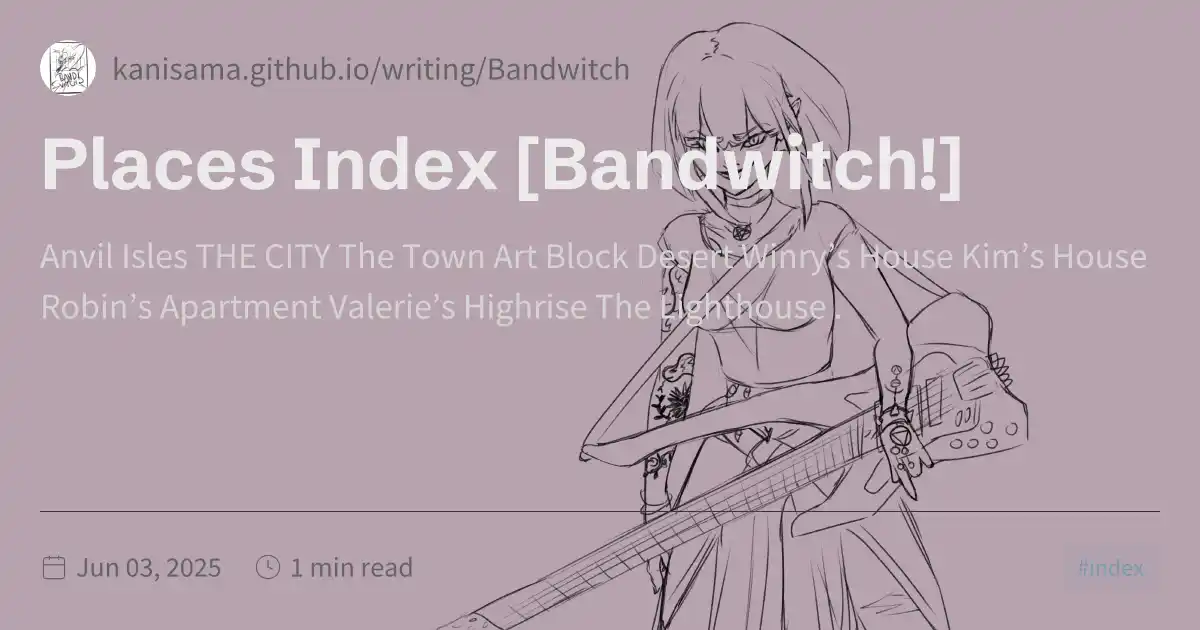 kanisama.github.io/writing/Bandwitch
Places Index [Bandwitch!]
Anvil Isles THE CITY The Town Art Block Desert Winry’s House Kim’s House
Robin’s Apartment Valerie’s Highrise The Lighthouse .
Jun 03, 2025 1 min read #index